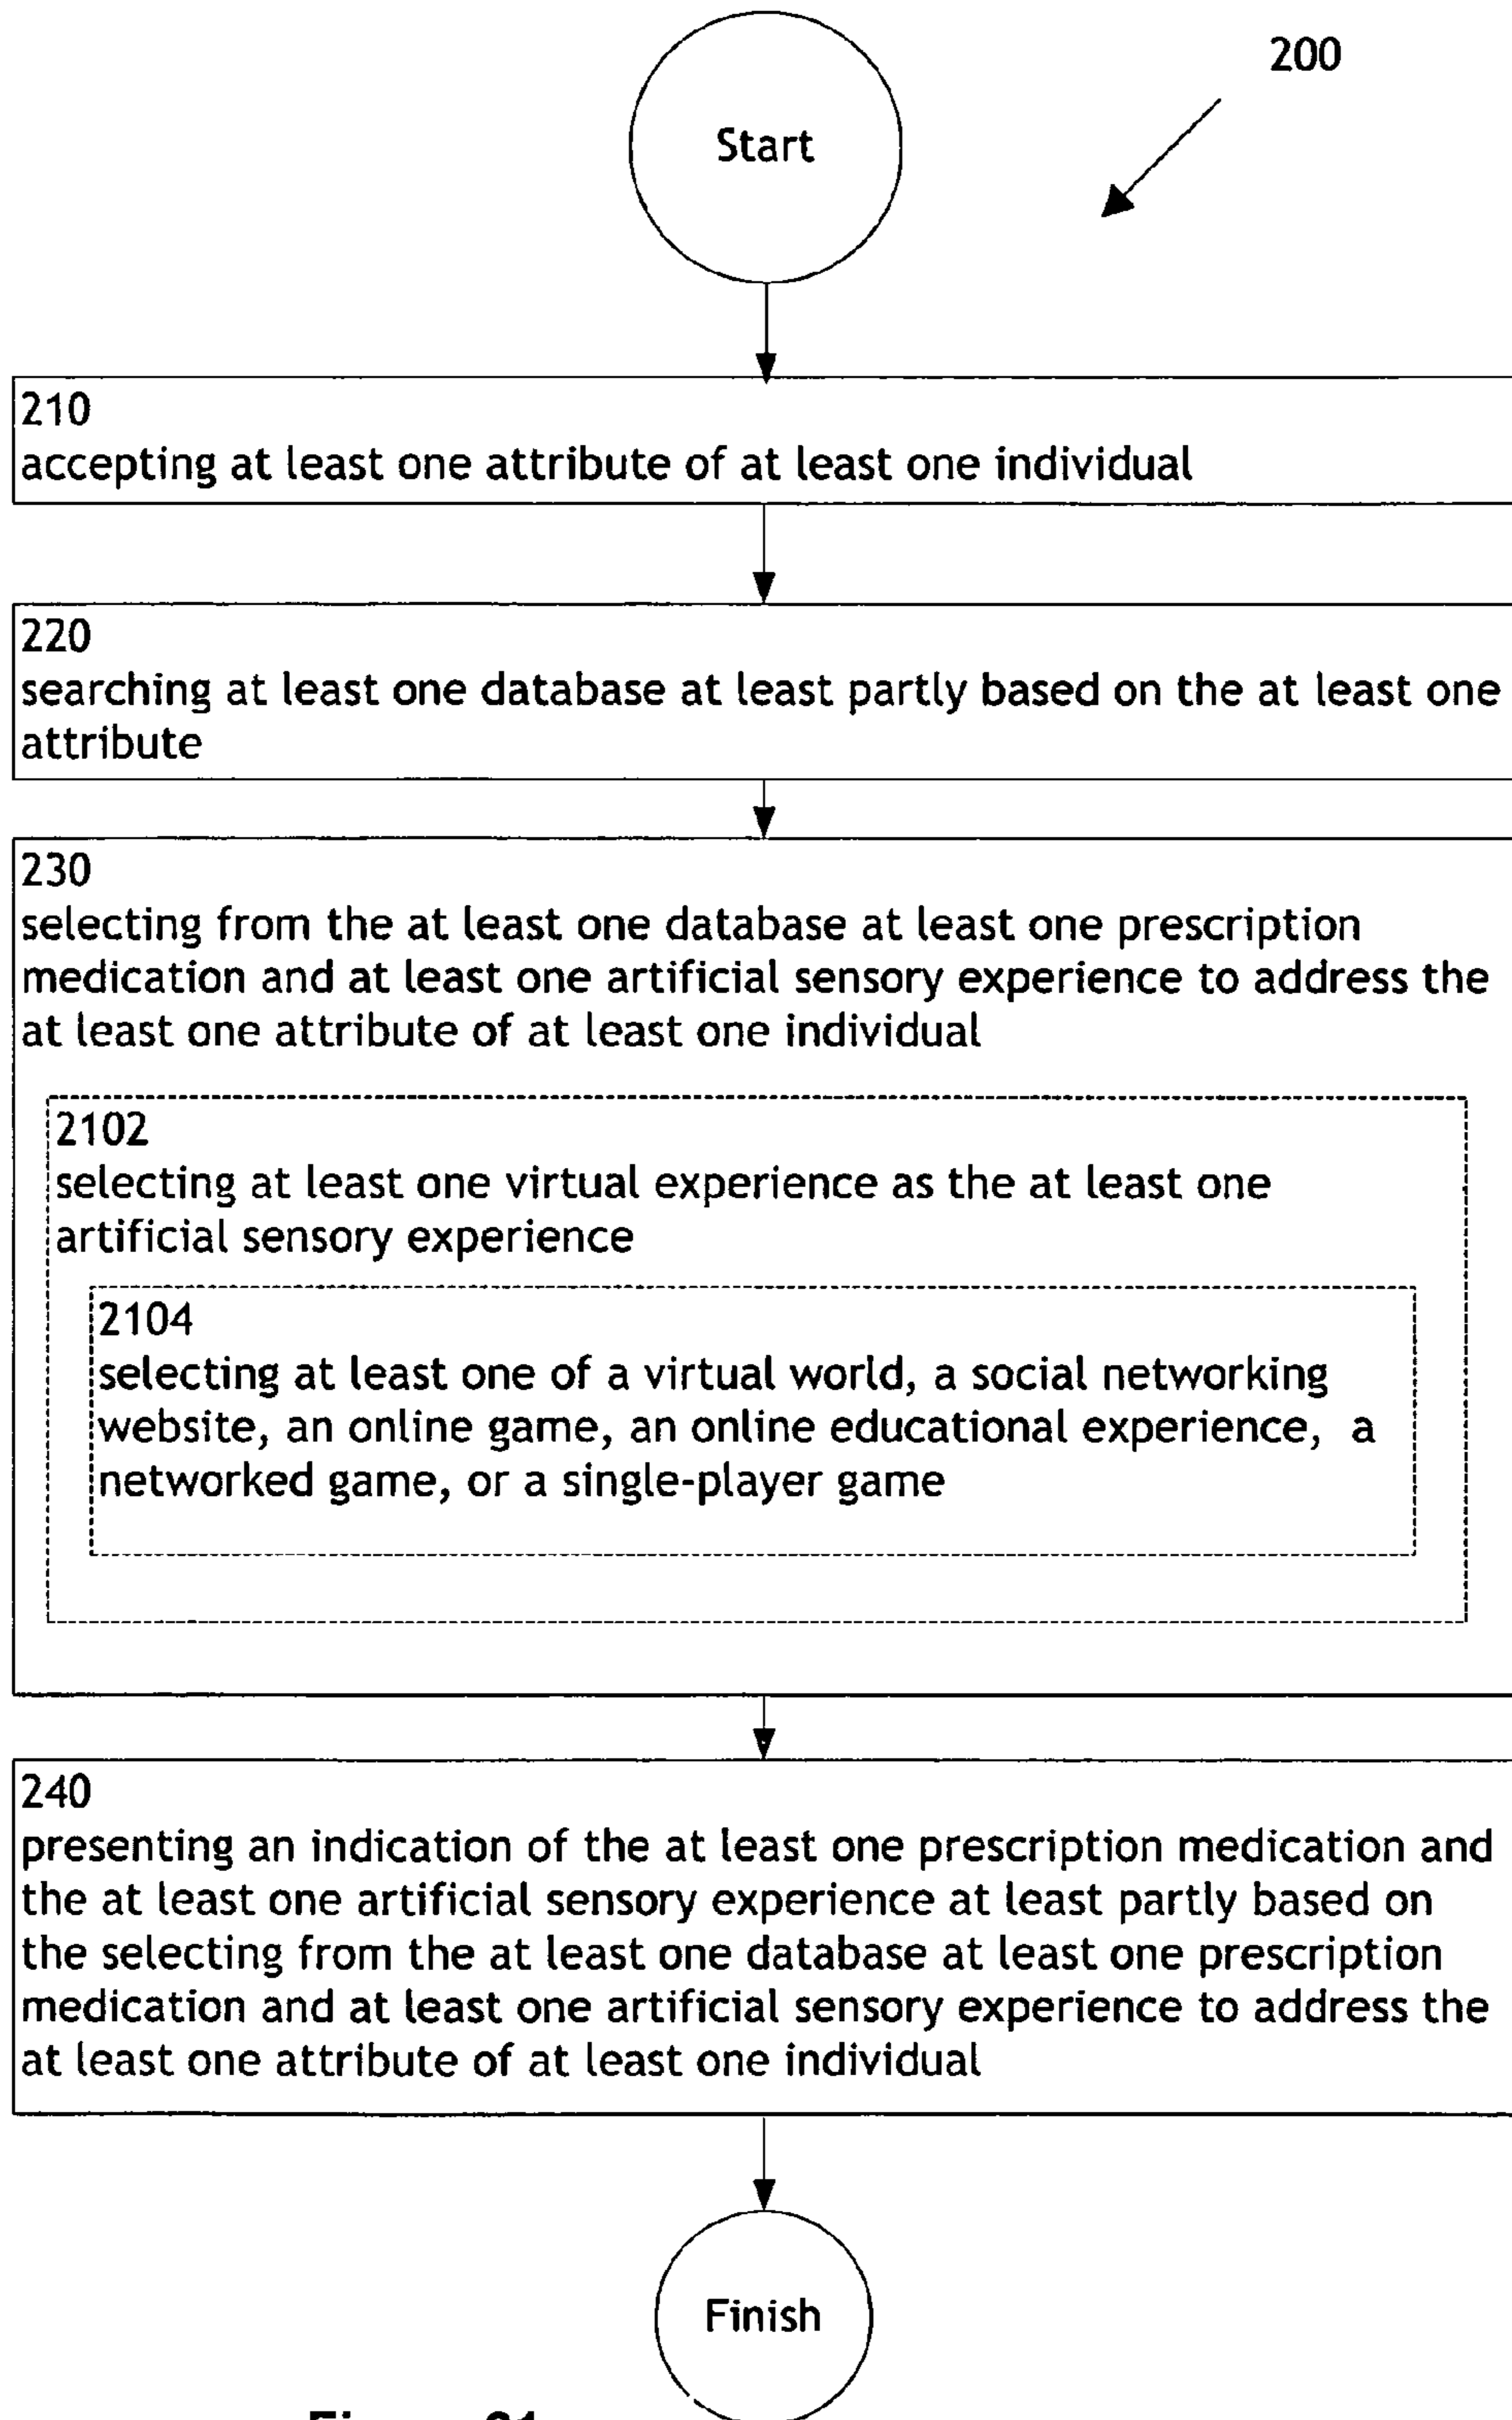 200
Start
210
accepting at least one attribute of at least one individual
220
searching at least one database at least partly based on the at least one
attribute
230
selecting from the at least one database at least one prescription
medication and at least one artificial sensory experience to address the
at least one attribute of at least one individual
2102
selecting at least one virtual experience as the at least one
artificial sensory experience
2104
selecting at least one of a virtual world, a social networking
website, an online game, an online educational experience, a
networked game, or a single-player game
240
presenting an indication of the at least one prescription medication and
the at least one artificial sensory experience at least partly based on
the selecting from the at least one database at least one prescription
medication and at least one artificial sensory experience to address the
at least one attribute of at least one individual
Finish